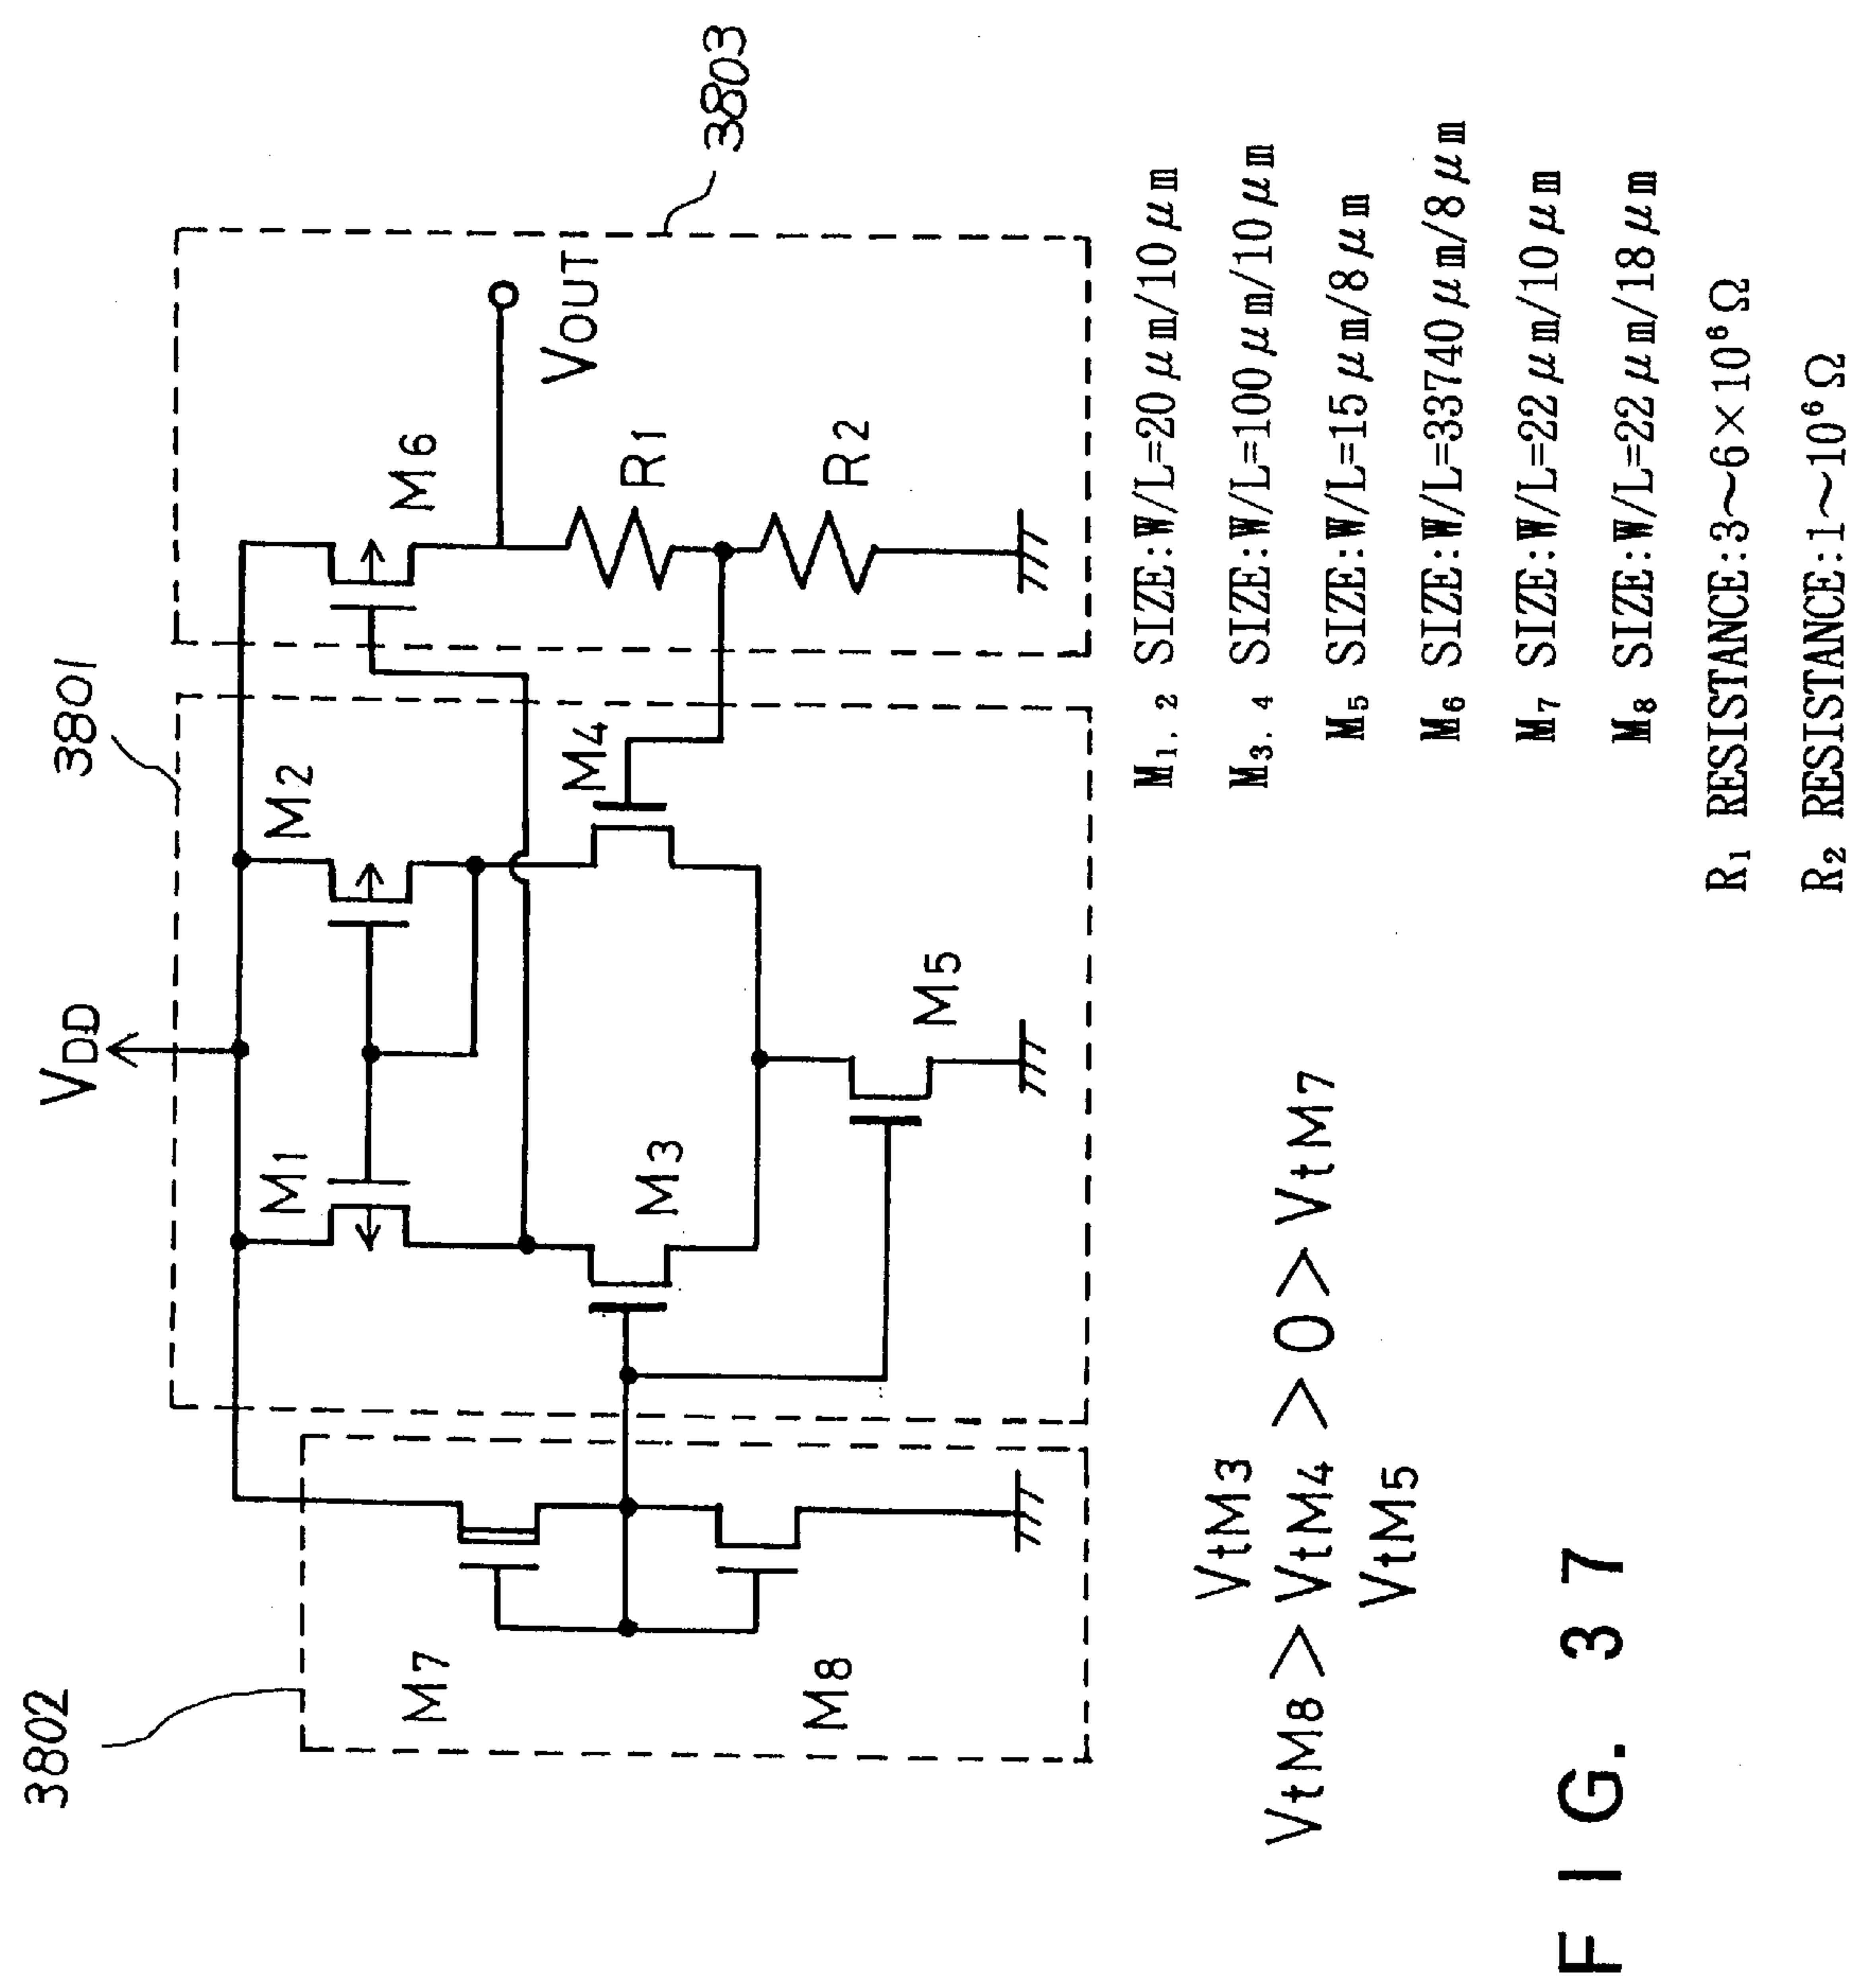 3802
3801
3803
VDD
M1
M2
M6
VOUT
M7
M3
M4
R1
M8
M5
R2
VtM3
VtM8>VtM4>0>VtM7
VtM5
M1, 2 SIZE:W/L=20μm/10μm
M3, 4 SIZE:W/L=100μm/10μm
M5 SIZE:W/L=15μm/8μm
M6 SIZE:W/L=33740μm/8μm
M7 SIZE:W/L=22μm/10μm
M8 SIZE:W/L=22μm/18μm
R1 RESISTANCE:3~6×10⁶Ω
R2 RESISTANCE:1~10⁶Ω
FIG. 37